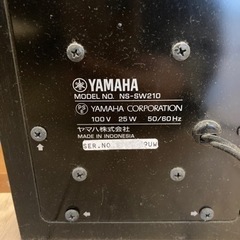 YAMAHA
MODEL NO. NS-SW210
YAMAHA CORPORATION
100V 25W 50/60Hz
ヤマハ株式会社
MADE IN INDONESIA
SER.NO.